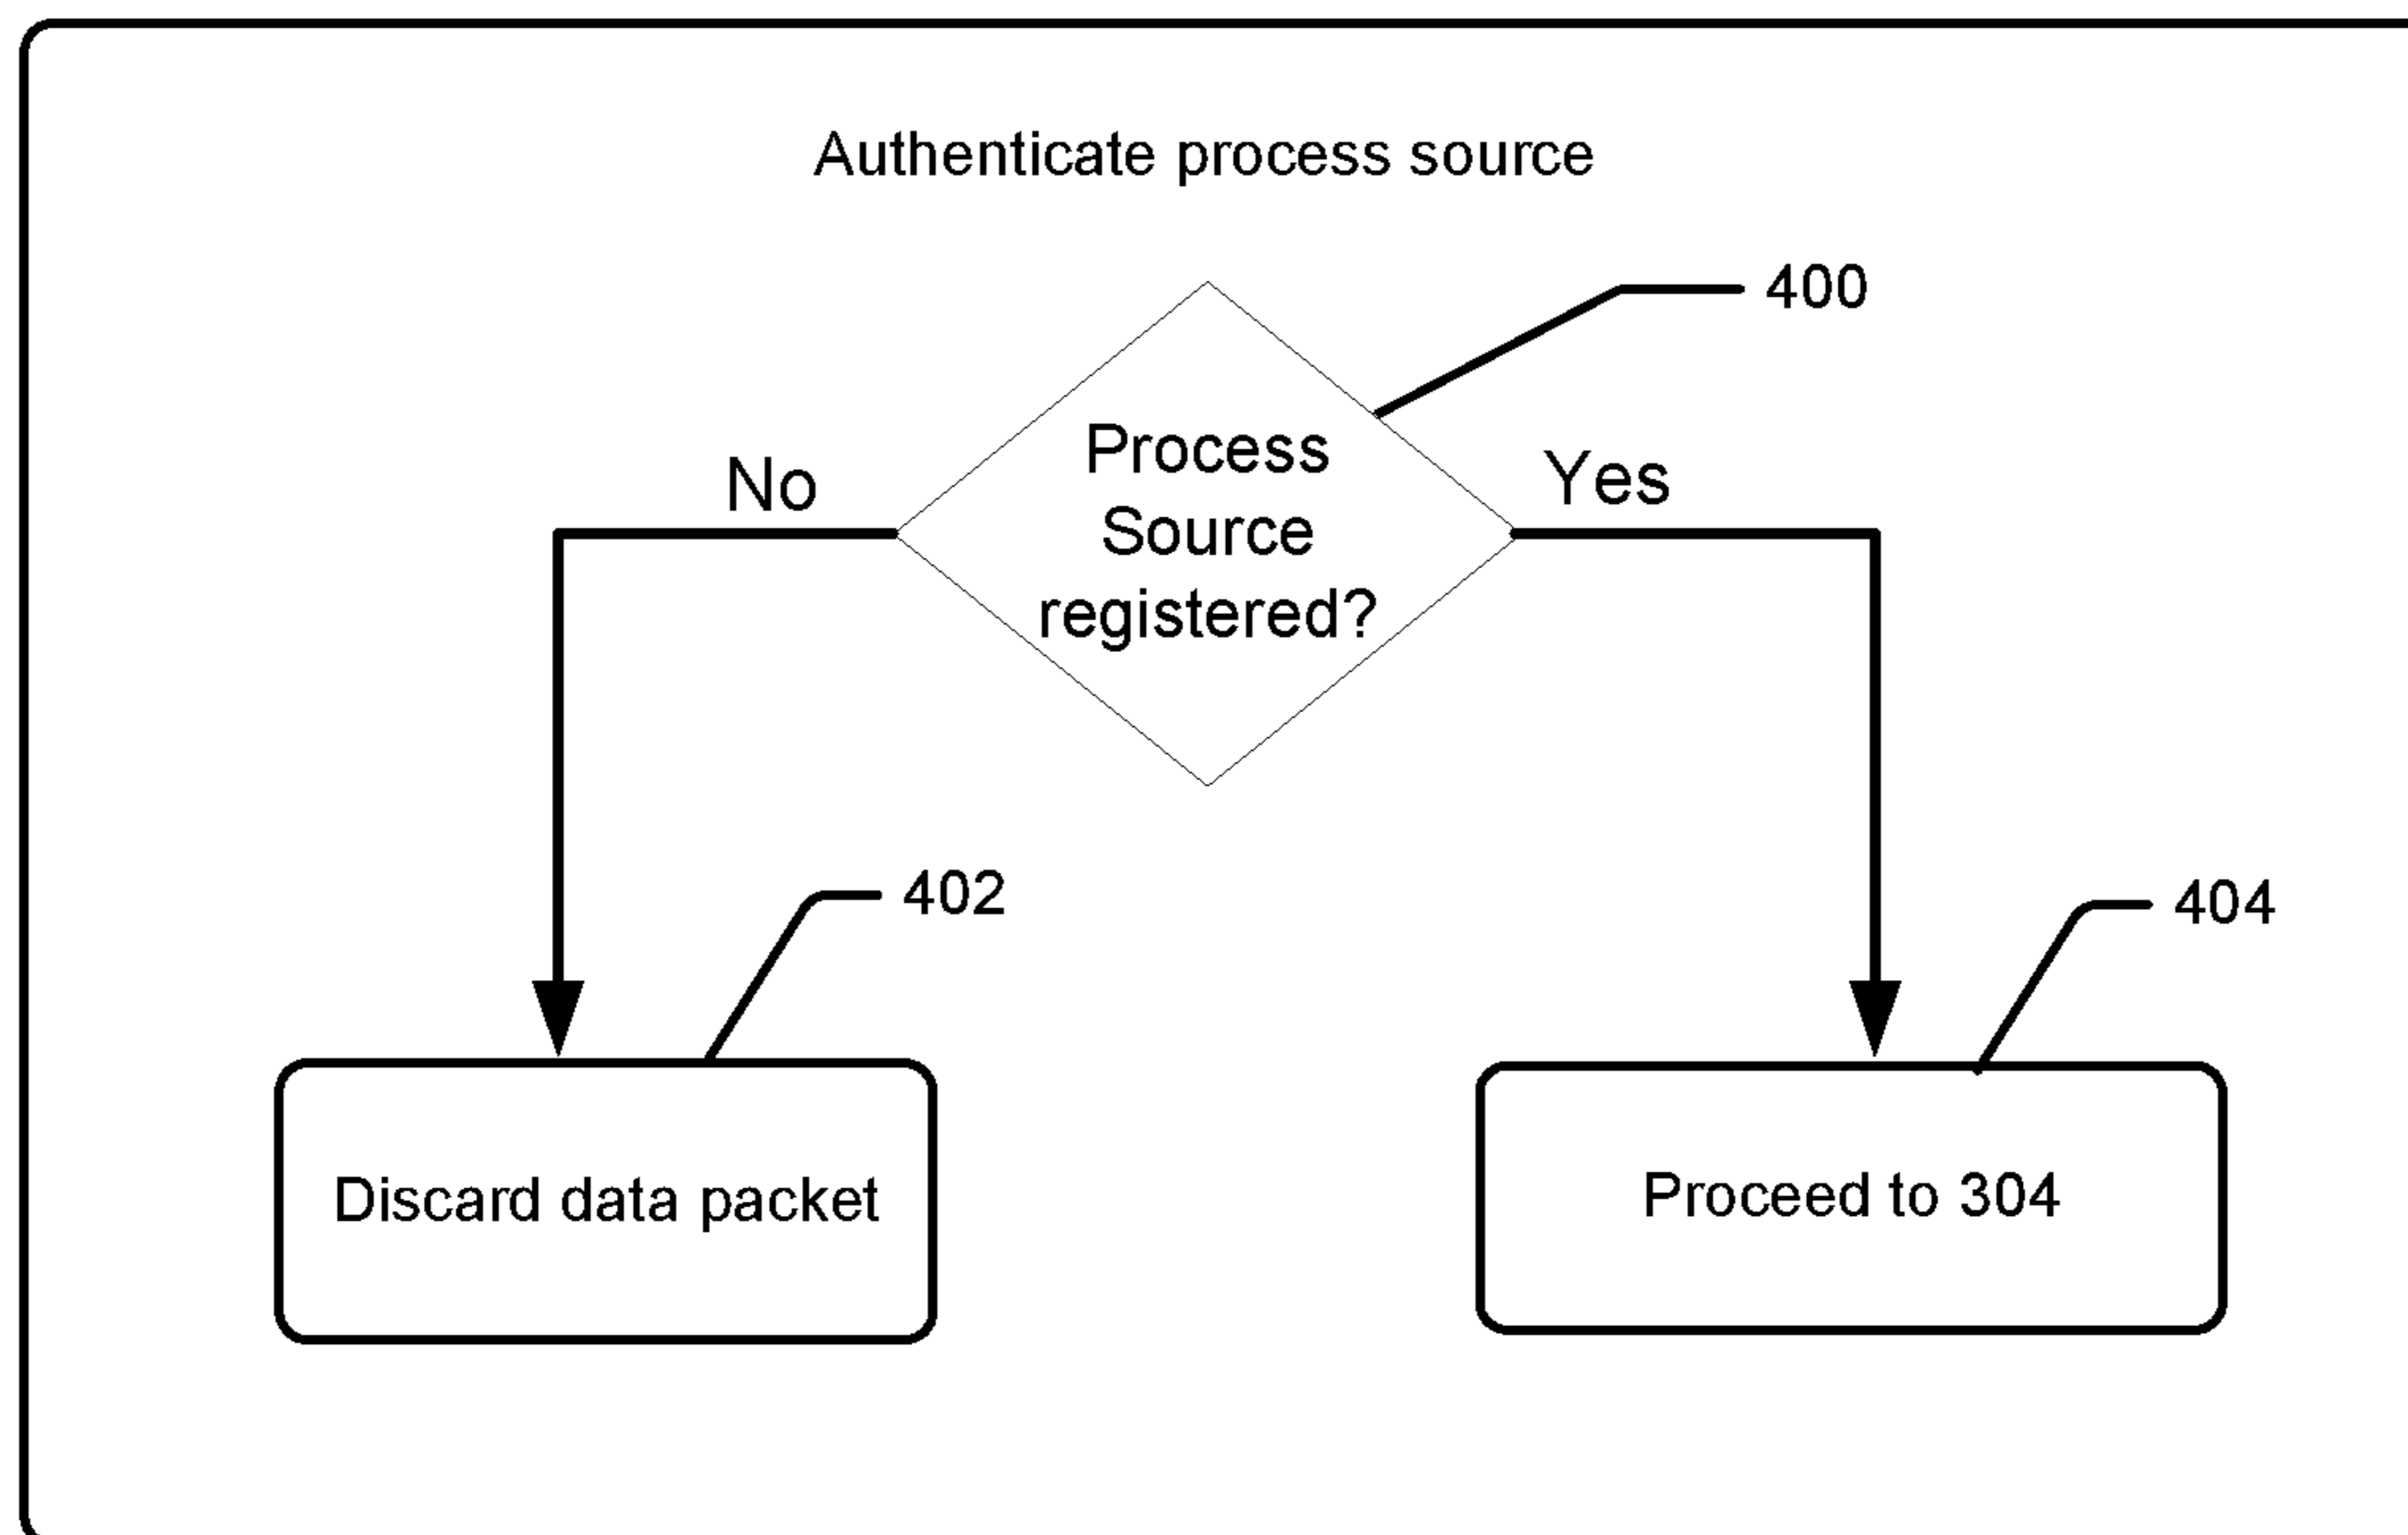 Authenticate process source
400
Process
Source
registered?
No
Yes
402
404
Discard data packet
Proceed to 304